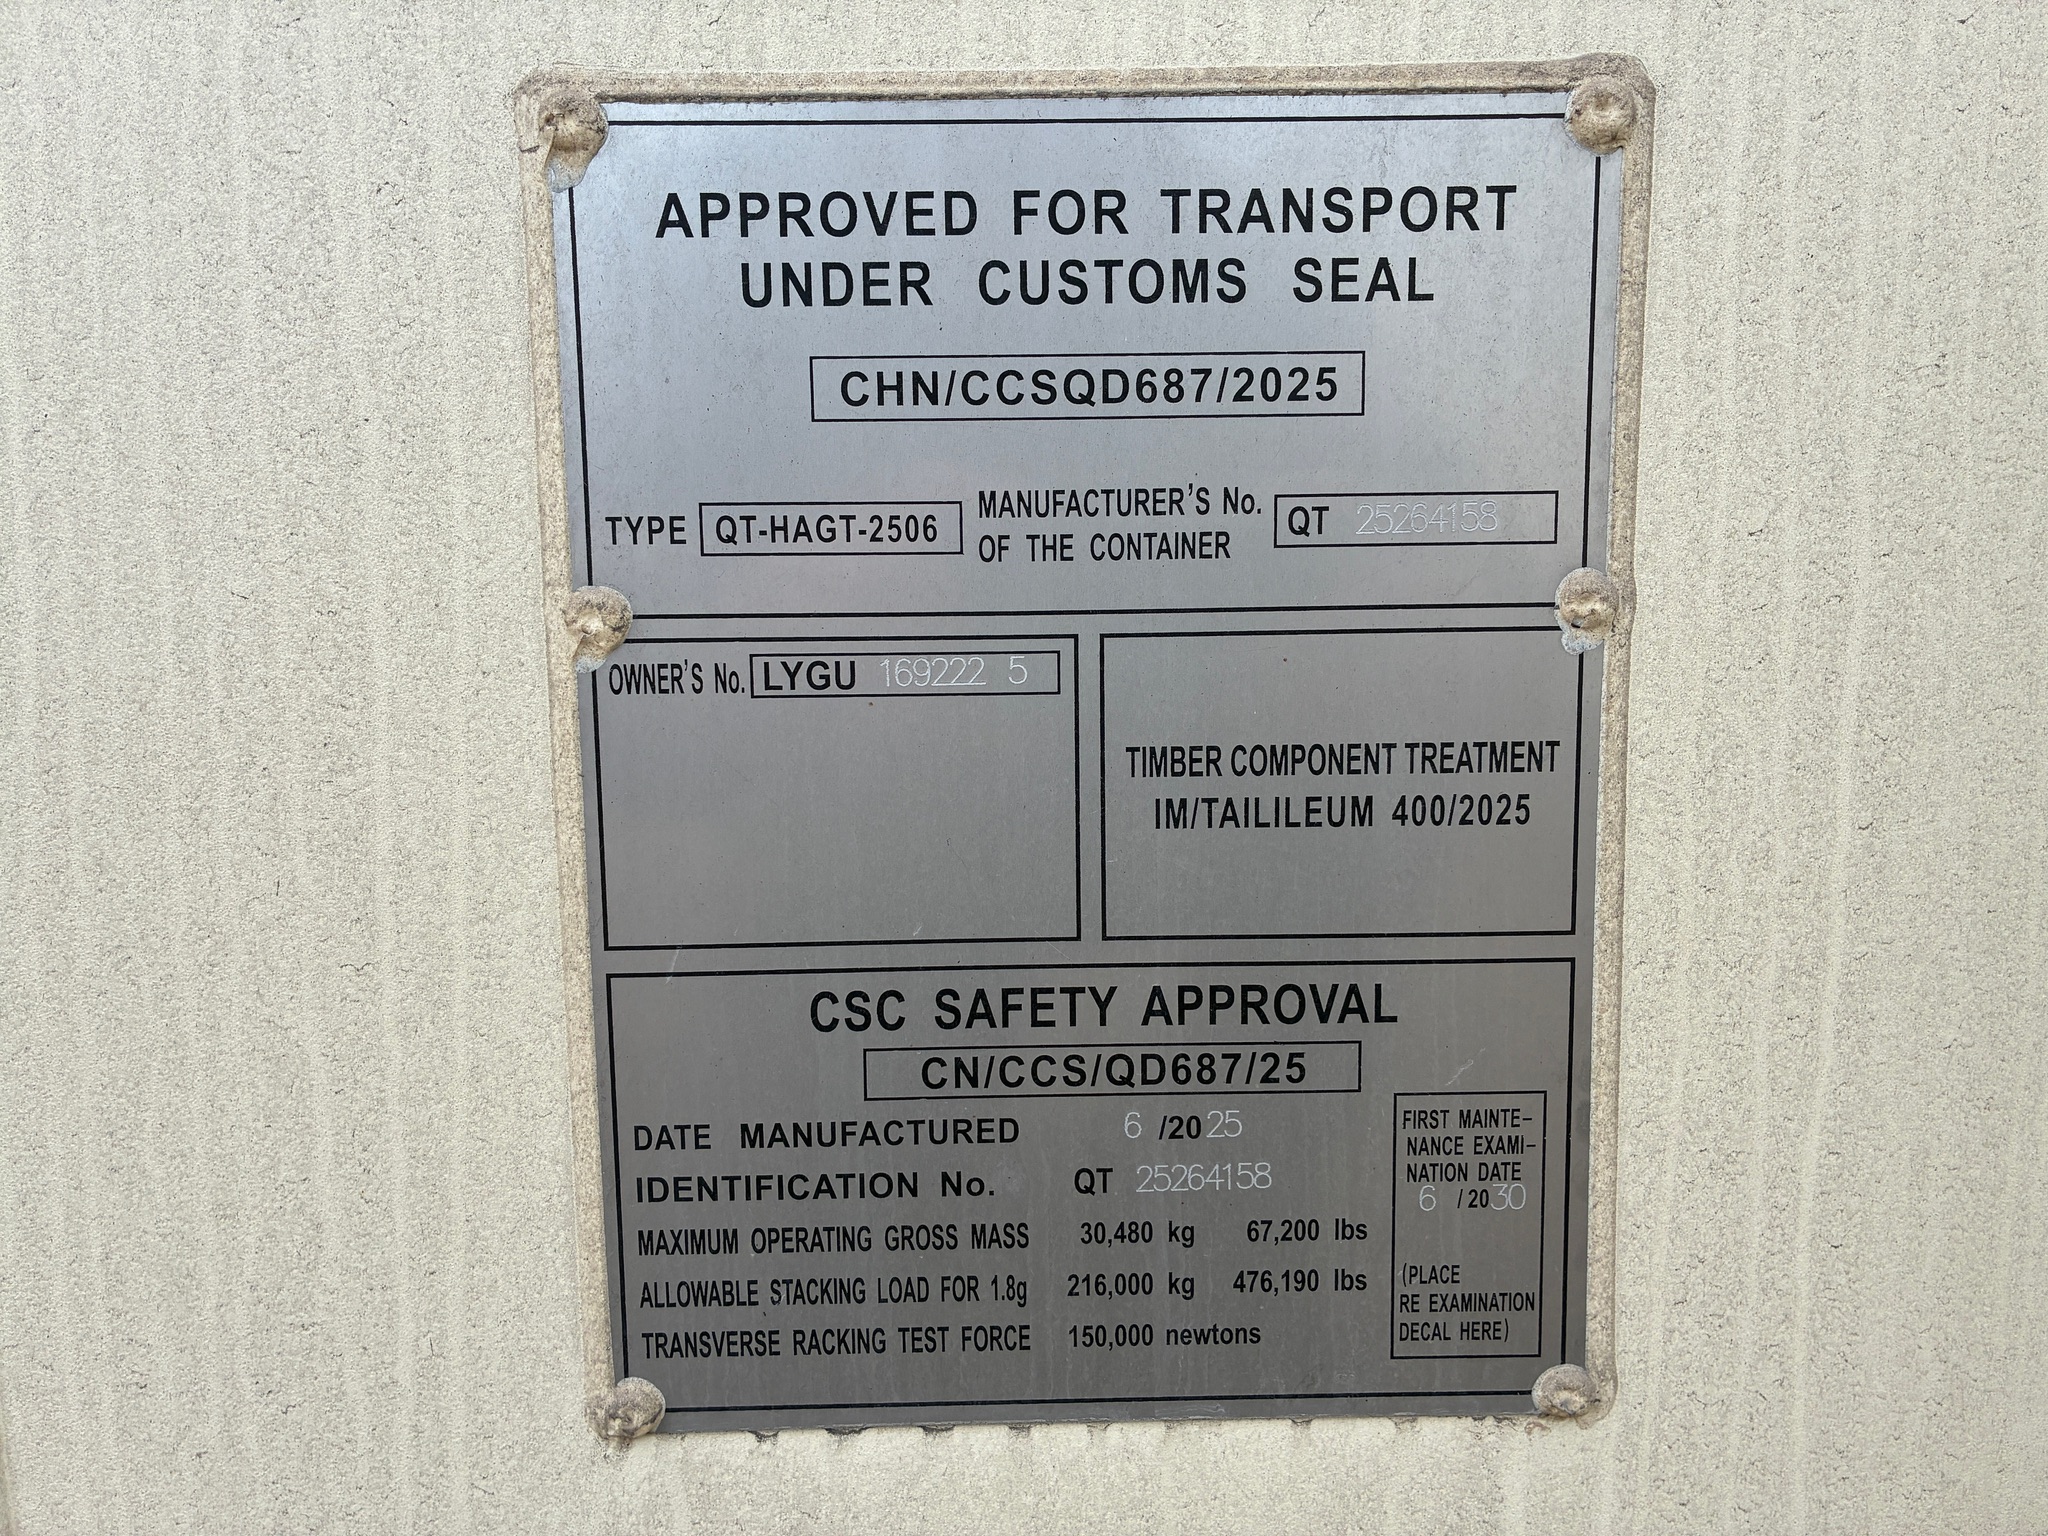 APPROVED FOR TRANSPORT
UNDER CUSTOMS SEAL
CHN/CCSQD687/2025
TYPE QT-HAGT-2506 MANUFACTURER'S No. OF THE CONTAINER QT 25264158
OWNER'S No. LYGU 169222 5
TIMBER COMPONENT TREATMENT
IM/TAILILEUM 400/2025
CSC SAFETY APPROVAL
CN/CCS/QD687/25
DATE MANUFACTURED 6 /2025
IDENTIFICATION No. QT 25264158
MAXIMUM OPERATING GROSS MASS 30,480 kg 67,200 lbs
ALLOWABLE STACKING LOAD FOR 1.8g 216,000 kg 476,190 lbs
TRANSVERSE RACKING TEST FORCE 150,000 newtons
FIRST MAINTE-
NANCE EXAMI-
NATION DATE
6 /2030
(PLACE
RE EXAMINATION
DECAL HERE)